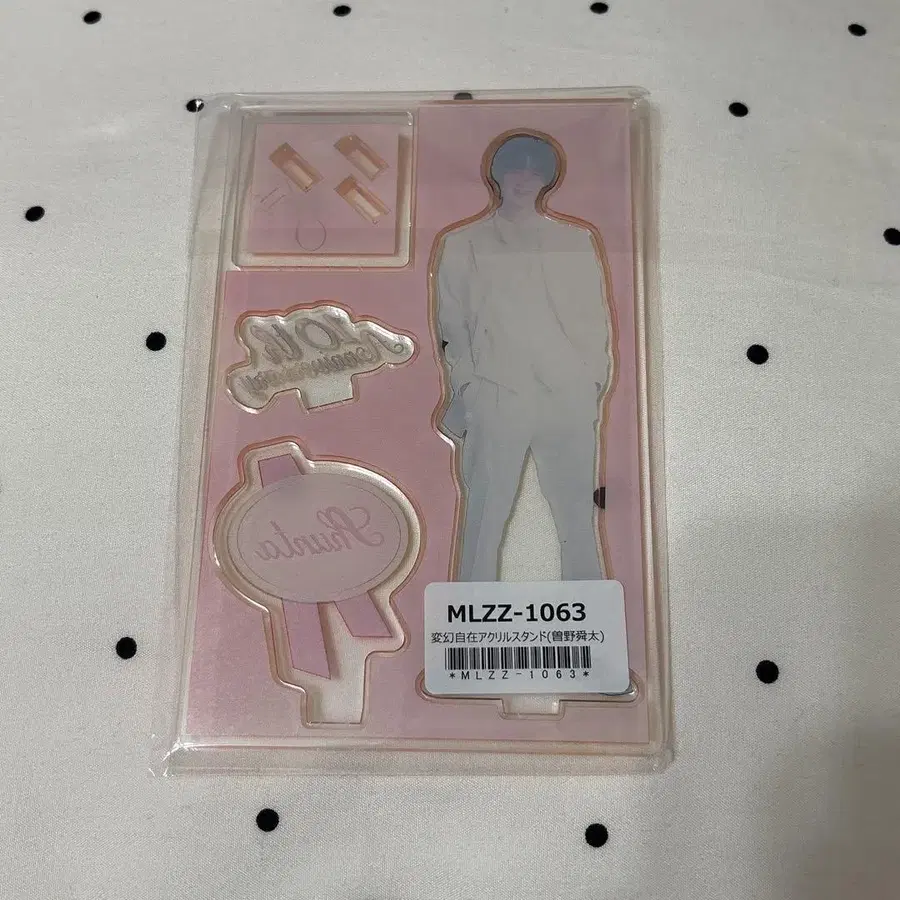 10th
Anniversary
Shunta
MLZZ-1063
変幻自在アクリルスタンド(曽野舜太)
*MLZZ-1063*